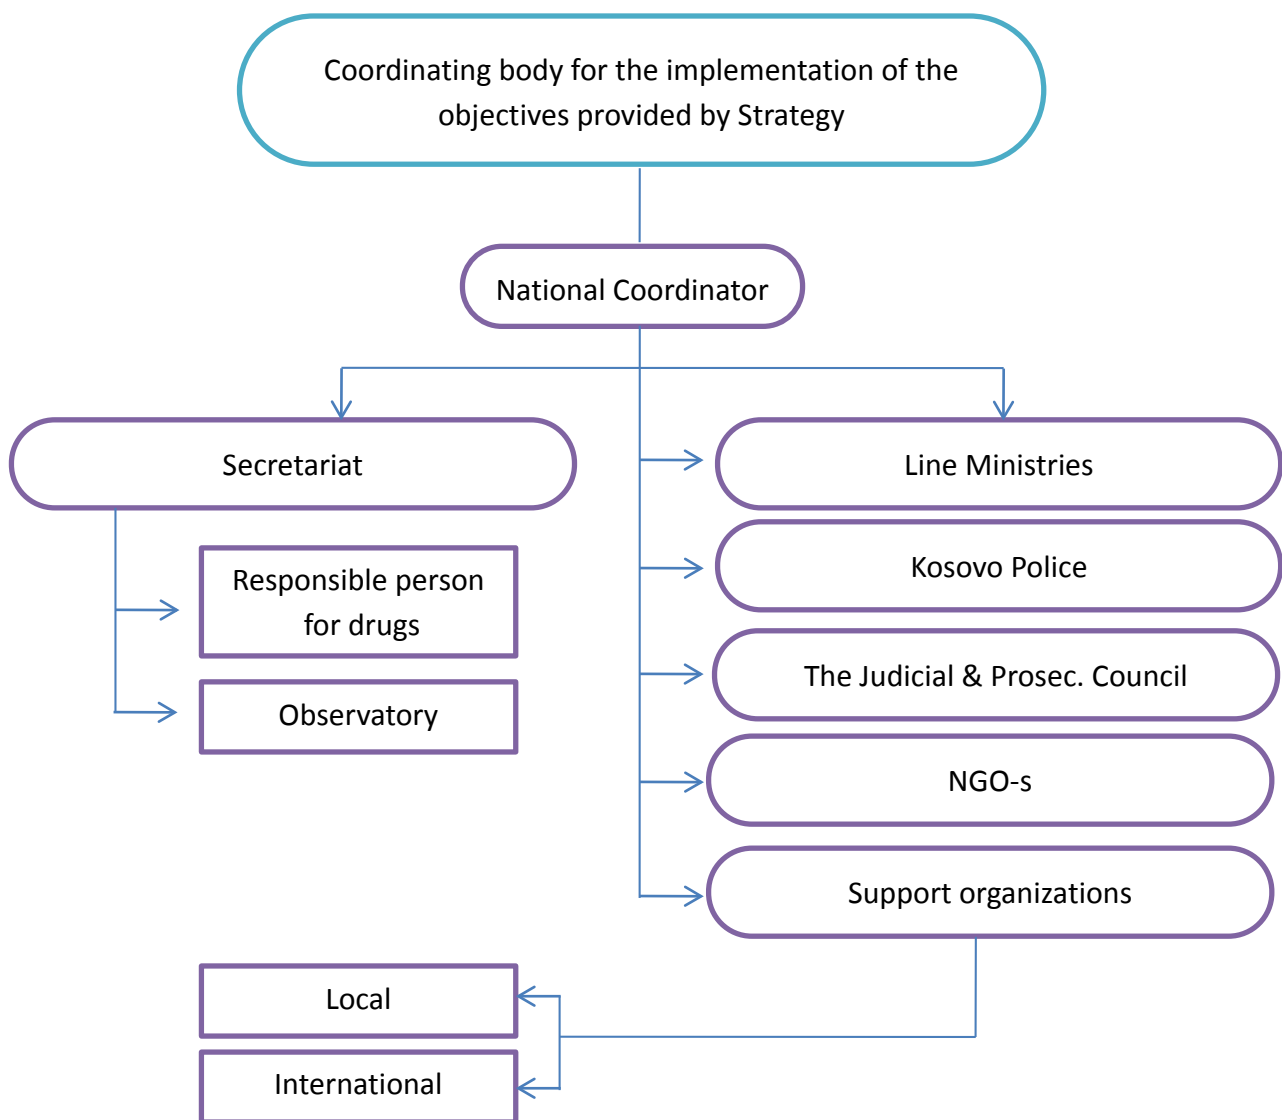 Coordinating body for the implementation of the
objectives provided by Strategy
National Coordinator
Secretariat
Responsible person
for drugs
Observatory
Line Ministries
Kosovo Police
The Judicial & Prosec. Council
NGO-s
Support organizations
Local
International